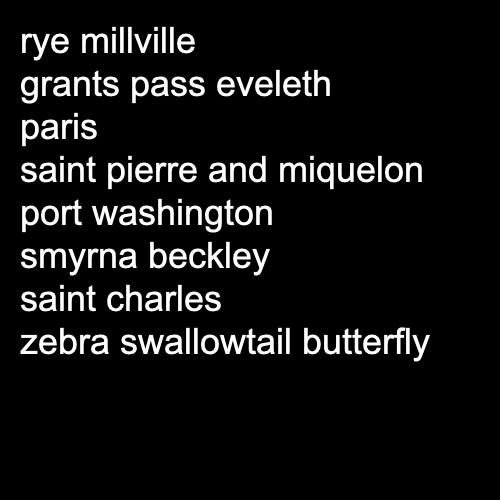 rye millville
grants pass eveleth
paris
saint pierre and miquelon
port washington
smyrna beckley
saint charles
zebra swallowtail butterfly